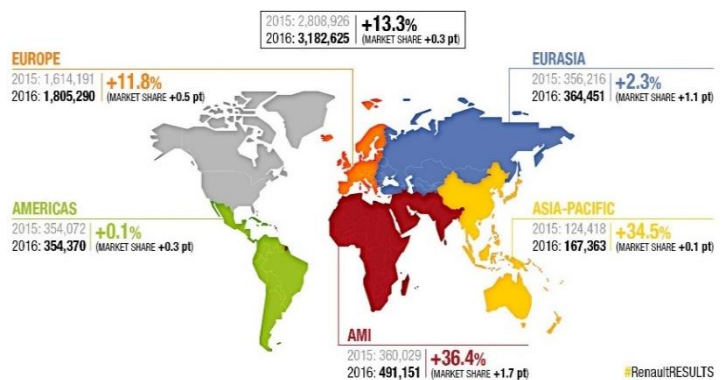 2015: 2,808,926
2016: 3,182,625
+13.3%
(MARKET SHARE +0.3 pt)
EUROPE
2015: 1,614,191
2016: 1,805,290
+11.8%
(MARKET SHARE +0.5 pt)
EURASIA
2015: 356,216
2016: 364,451
+2.3%
(MARKET SHARE +1.1 pt)
AMERICAS
2015: 354,072
2016: 354,370
+0.1%
(MARKET SHARE +0.3 pt)
ASIA-PACIFIC
2015: 124,418
2016: 167,363
+34.5%
(MARKET SHARE +0.1 pt)
AMI
2015: 360,029
2016: 491,151
+36.4%
(MARKET SHARE +1.7 pt)
#RenaultRESULTS